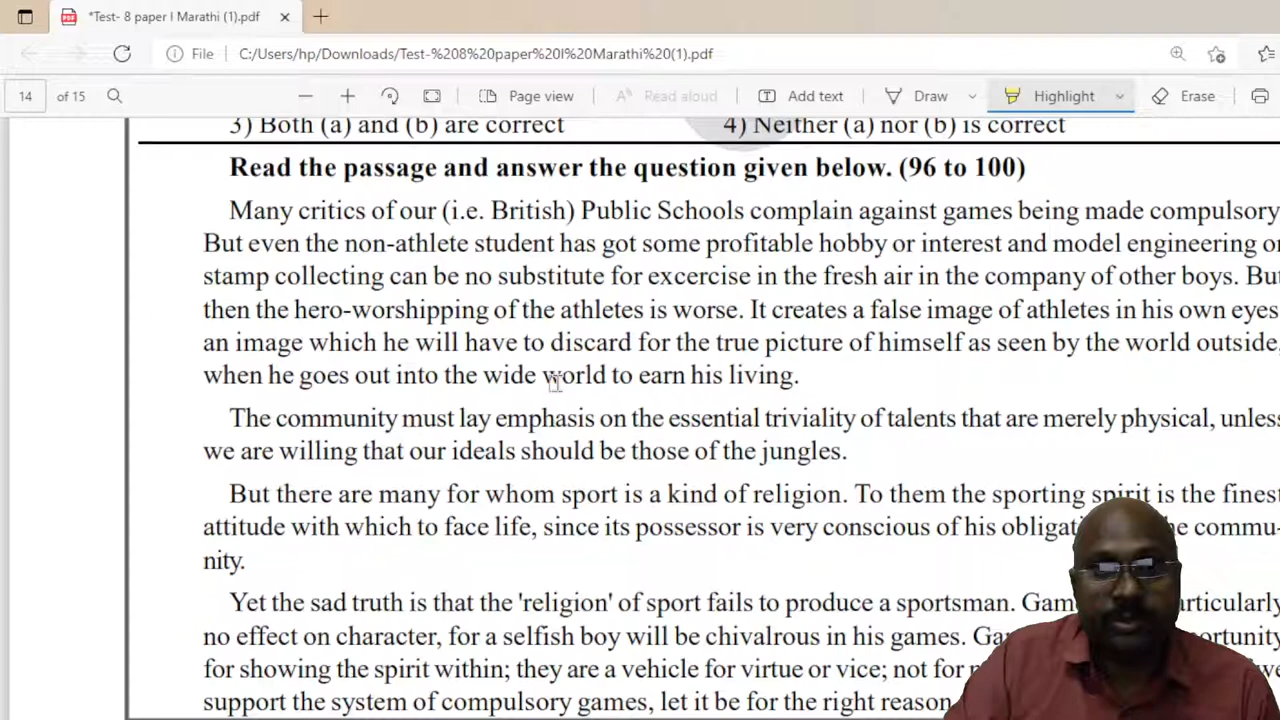 *Test- 8 paper I Marathi (1).pdf
File C:/Users/hp/Downloads/Test-%208%20paper%20I%20Marathi%20(1).pdf
14 of 15 Page view Read aloud Add text Draw Highlight Erase
3) Both (a) and (b) are correct 4) Neither (a) nor (b) is correct
Read the passage and answer the question given below. (96 to 100)
Many critics of our (i.e. British) Public Schools complain against games being made compulsory
But even the non-athlete student has got some profitable hobby or interest and model engineering or
stamp collecting can be no substitute for excercise in the fresh air in the company of other boys. But
then the hero-worshipping of the athletes is worse. It creates a false image of athletes in his own eyes
an image which he will have to discard for the true picture of himself as seen by the world outside,
when he goes out into the wide world to earn his living.
The community must lay emphasis on the essential triviality of talents that are merely physical, unless
we are willing that our ideals should be those of the jungles.
But there are many for whom sport is a kind of religion. To them the sporting spirit is the finest
attitude with which to face life, since its possessor is very conscious of his the commu-
nity.
Yet the sad truth is that the 'religion' of sport fails to produce a sportsman.
no effect on character, for a selfish boy will be chivalrous in his games.
for showing the spirit within; they are a vehicle for virtue or vice; not for
support the system of compulsory games, let it be for the right reason